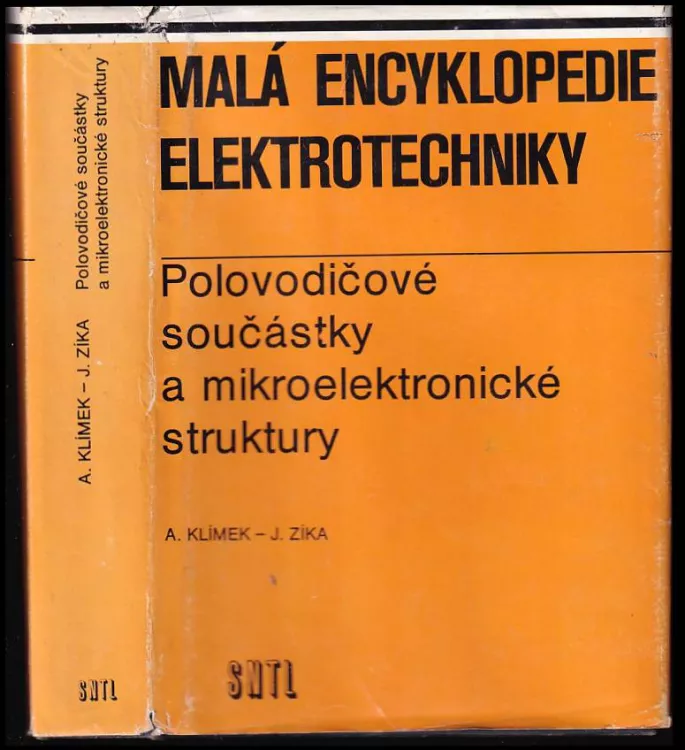 Polovodičové součástky
a mikroelektronické struktury
A. KLÍMEK – J. ZÍKA
SNTL
MALÁ ENCYKLOPEDIE
ELEKTROTECHNIKY
Polovodičové
součástky
a mikroelektronické
struktury
A. KLÍMEK – J. ZÍKA
SNTL